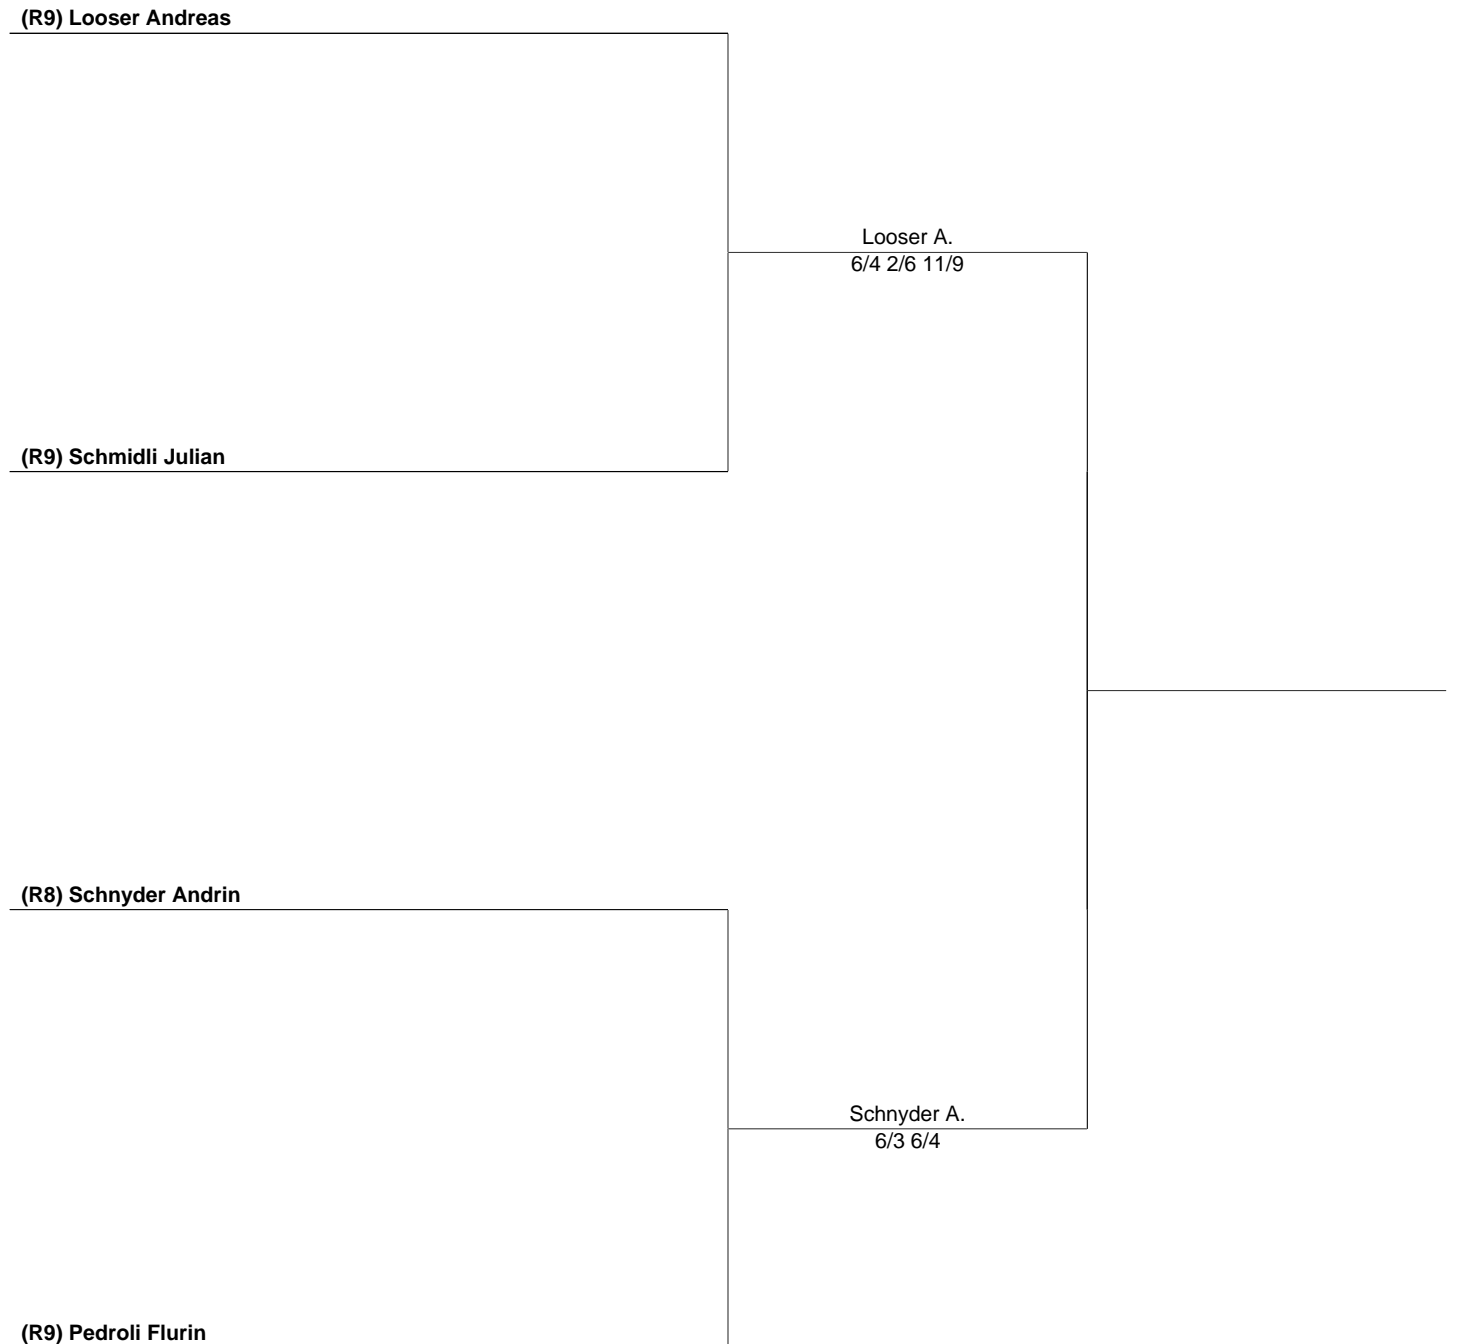 (R9) Looser Andreas
Looser A.
6/4 2/6 11/9
(R9) Schmidli Julian
(R8) Schnyder Andrin
Schnyder A.
6/3 6/4
(R9) Pedroli Flurin